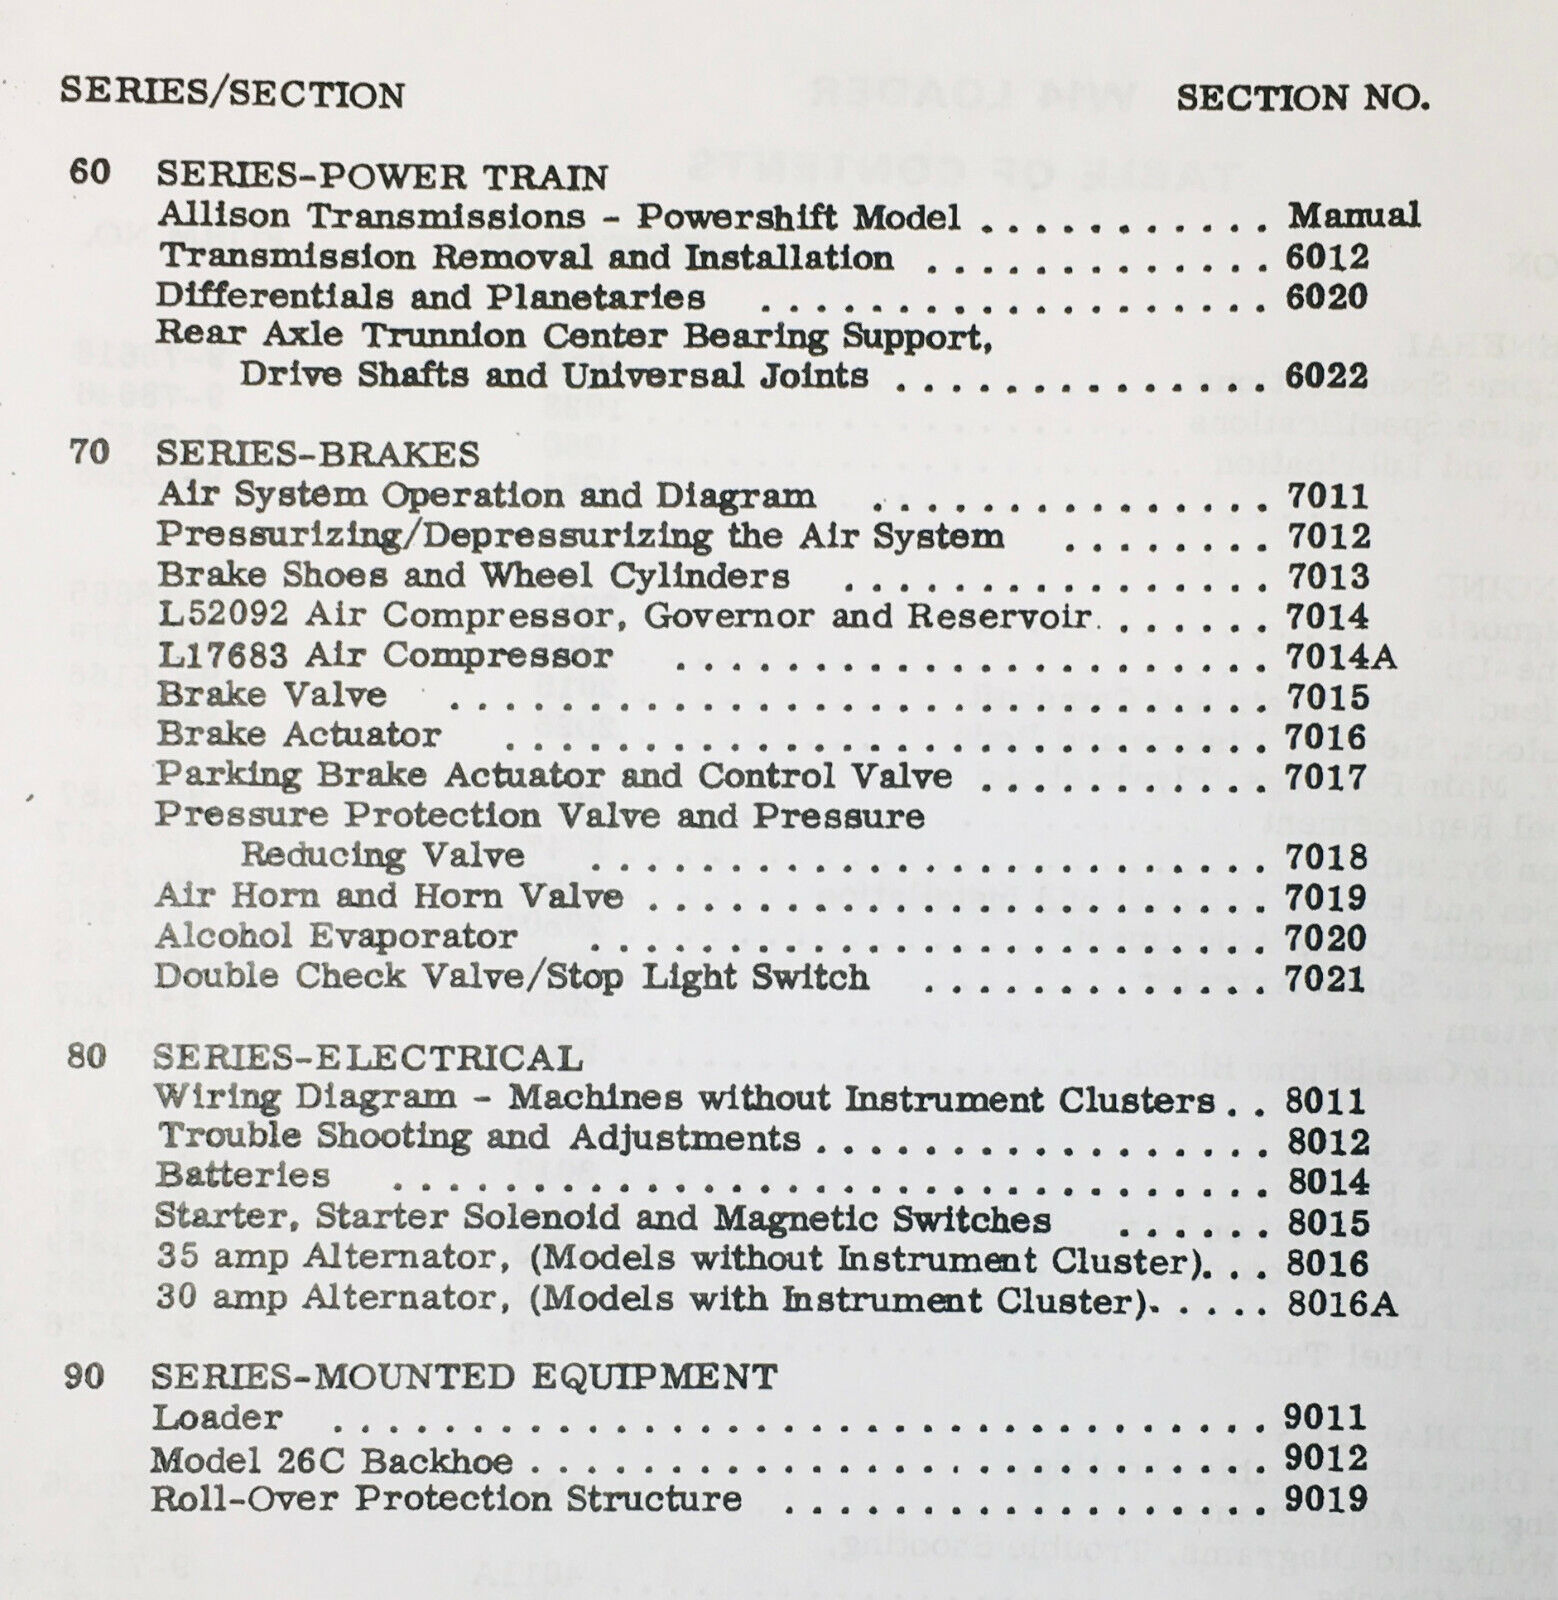 SERIES/SECTION SECTION NO.
60 SERIES-POWER TRAIN
Allison Transmissions - Powershift Model . . . . . . . . . . . Manual
Transmission Removal and Installation . . . . . . . . . . . . . 6012
Differentials and Planetaries . . . . . . . . . . . . . . . . . . . 6020
Rear Axle Trunnion Center Bearing Support,
Drive Shafts and Universal Joints . . . . . . . . . . . . . . 6022
70 SERIES-BRAKES
Air System Operation and Diagram . . . . . . . . . . . . . . . 7011
Pressurizing/Depressurizing the Air System . . . . . . . . 7012
Brake Shoes and Wheel Cylinders . . . . . . . . . . . . . . . . 7013
L52092 Air Compressor, Governor and Reservoir. . . . . . . 7014
L17683 Air Compressor . . . . . . . . . . . . . . . . . . . . . . 7014A
Brake Valve . . . . . . . . . . . . . . . . . . . . . . . . . . . . . . 7015
Brake Actuator . . . . . . . . . . . . . . . . . . . . . . . . . . . . 7016
Parking Brake Actuator and Control Valve . . . . . . . . . . . 7017
Pressure Protection Valve and Pressure
Reducing Valve . . . . . . . . . . . . . . . . . . . . . . . . . 7018
Air Horn and Horn Valve . . . . . . . . . . . . . . . . . . . . . . . 7019
Alcohol Evaporator . . . . . . . . . . . . . . . . . . . . . . . . . 7020
Double Check Valve/Stop Light Switch . . . . . . . . . . . . . 7021
80 SERIES-ELECTRICAL
Wiring Diagram - Machines without Instrument Clusters . . 8011
Trouble Shooting and Adjustments . . . . . . . . . . . . . . . . . 8012
Batteries . . . . . . . . . . . . . . . . . . . . . . . . . . . . . . . . 8014
Starter, Starter Solenoid and Magnetic Switches . . . . . . 8015
35 amp Alternator, (Models without Instrument Cluster). . . 8016
30 amp Alternator, (Models with Instrument Cluster). . . . . 8016A
90 SERIES-MOUNTED EQUIPMENT
Loader . . . . . . . . . . . . . . . . . . . . . . . . . . . . . . . . . . 9011
Model 26C Backhoe . . . . . . . . . . . . . . . . . . . . . . . . . . . 9012
Roll-Over Protection Structure . . . . . . . . . . . . . . . . . . 9019